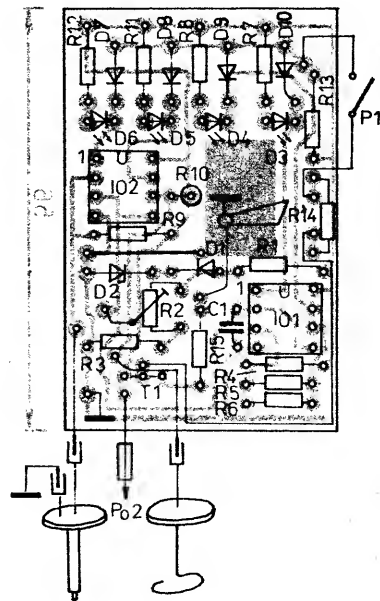 R12 D7 R11 D8 R8 D9 R7 D10
R13
P1
D6 D5 D4 D3
1 U
IO2
R10
R9
R14
D1 R1
D2
R2
C1
1 U
IO1
R3
R15
R4
T1
R5
R6
Po2